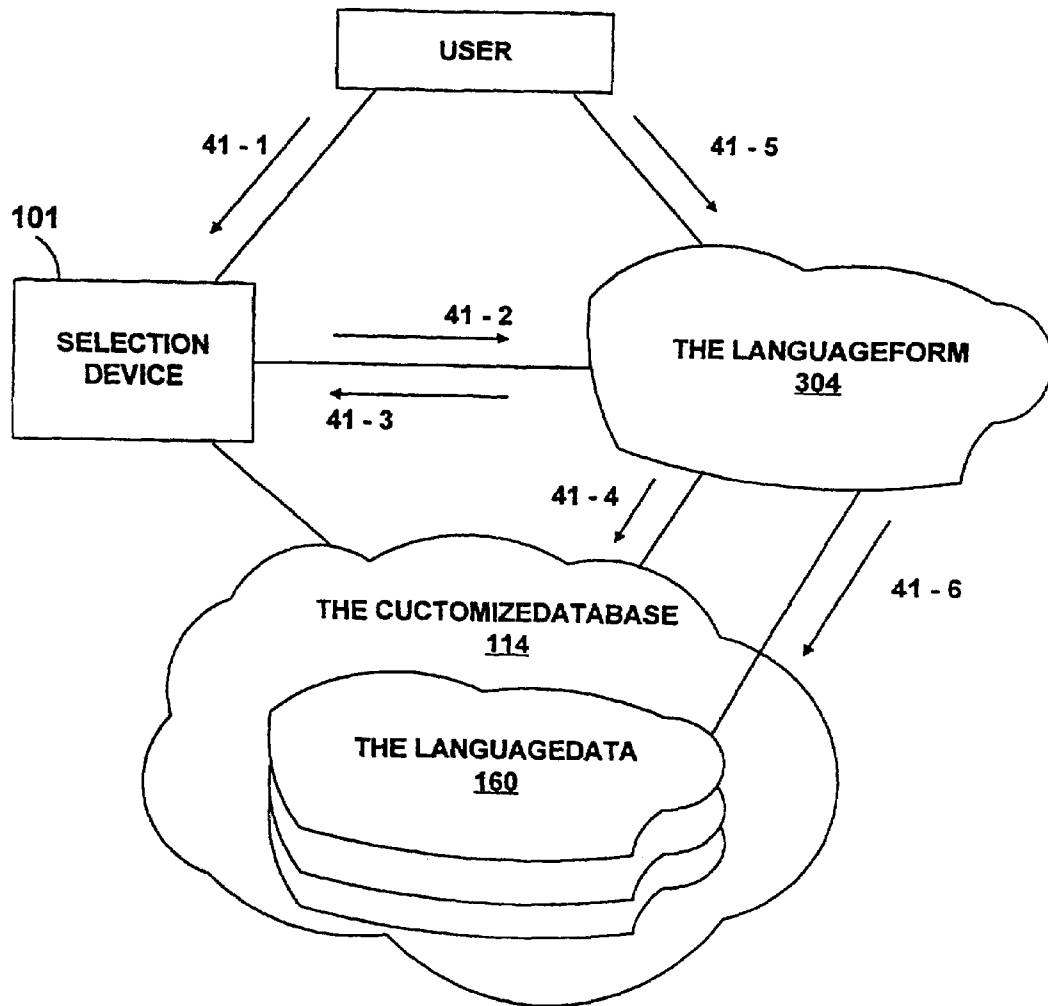 USER
41 - 1
41 - 5
101
SELECTION
DEVICE
41 - 2
THE LANGUAGEFORM
304
41 - 3
41 - 4
41 - 6
THE CUCTOMIZEDATABASE
114
THE LANGUAGEDATA
160